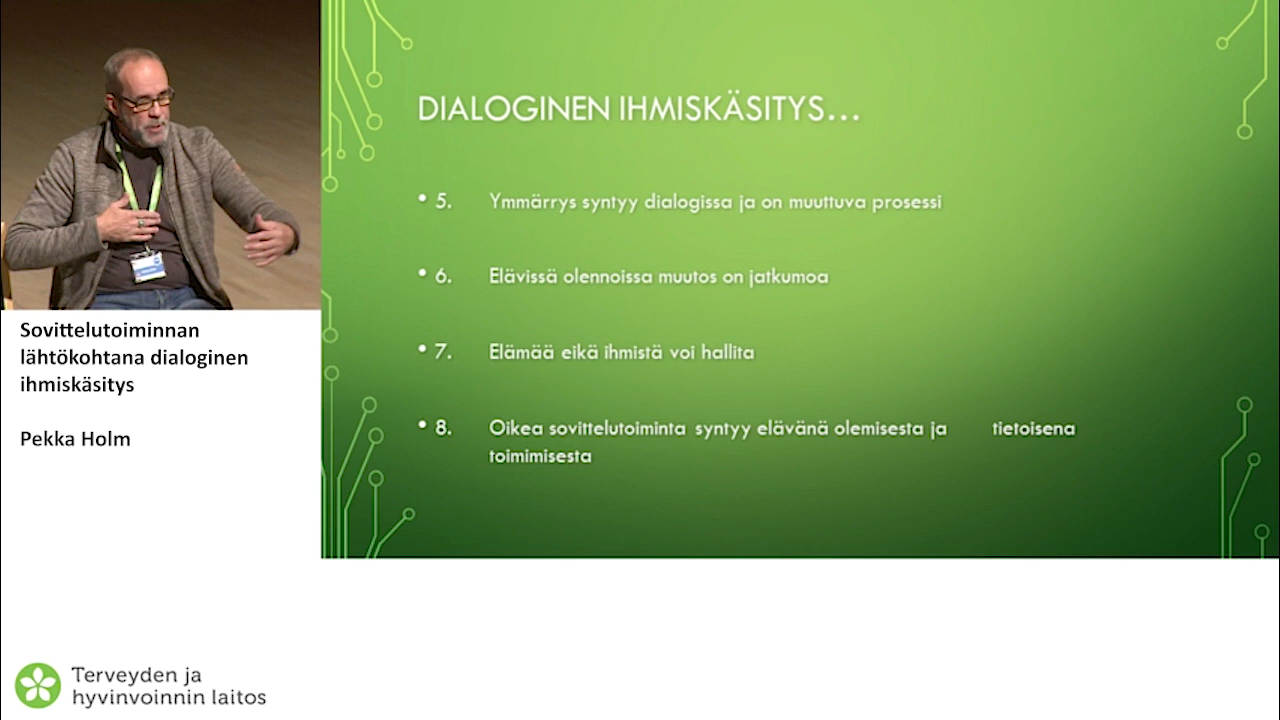 DIALOGINEN IHMISKÄSITYS...
• 5. Ymmärrys syntyy dialogissa ja on muuttuva prosessi
• 6. Elävissä olennoissa muutos on jatkumoa
• 7. Elämää eikä ihmistä voi hallita
• 8. Oikea sovittelutoiminta syntyy elävänä olemisesta ja tietoisena
toimimisesta
Sovittelutoiminnan
lähtökohtana dialoginen
ihmiskäsitys
Pekka Holm
Terveyden ja
hyvinvoinnin laitos